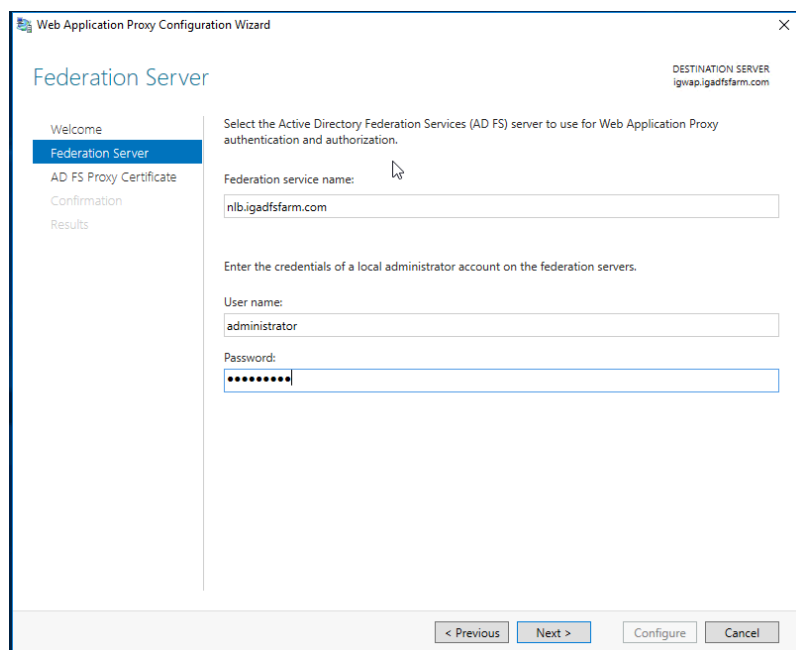 Web Application Proxy Configuration Wizard
Federation Server
DESTINATION SERVER
igwap.igadfsfarm.com
Welcome
Federation Server
AD FS Proxy Certificate
Confirmation
Results
Select the Active Directory Federation Services (AD FS) server to use for Web Application Proxy
authentication and authorization.
Federation service name:
nlb.igadfsfarm.com
Enter the credentials of a local administrator account on the federation servers.
User name:
administrator
Password:
•••••••••
< Previous
Next >
Configure
Cancel